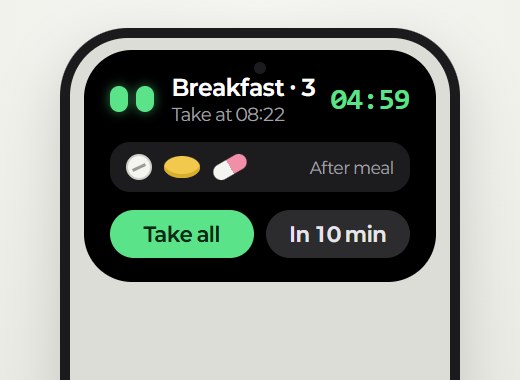 Breakfast · 3
Take at 08:22
04:59
After meal
Take all
In 10 min